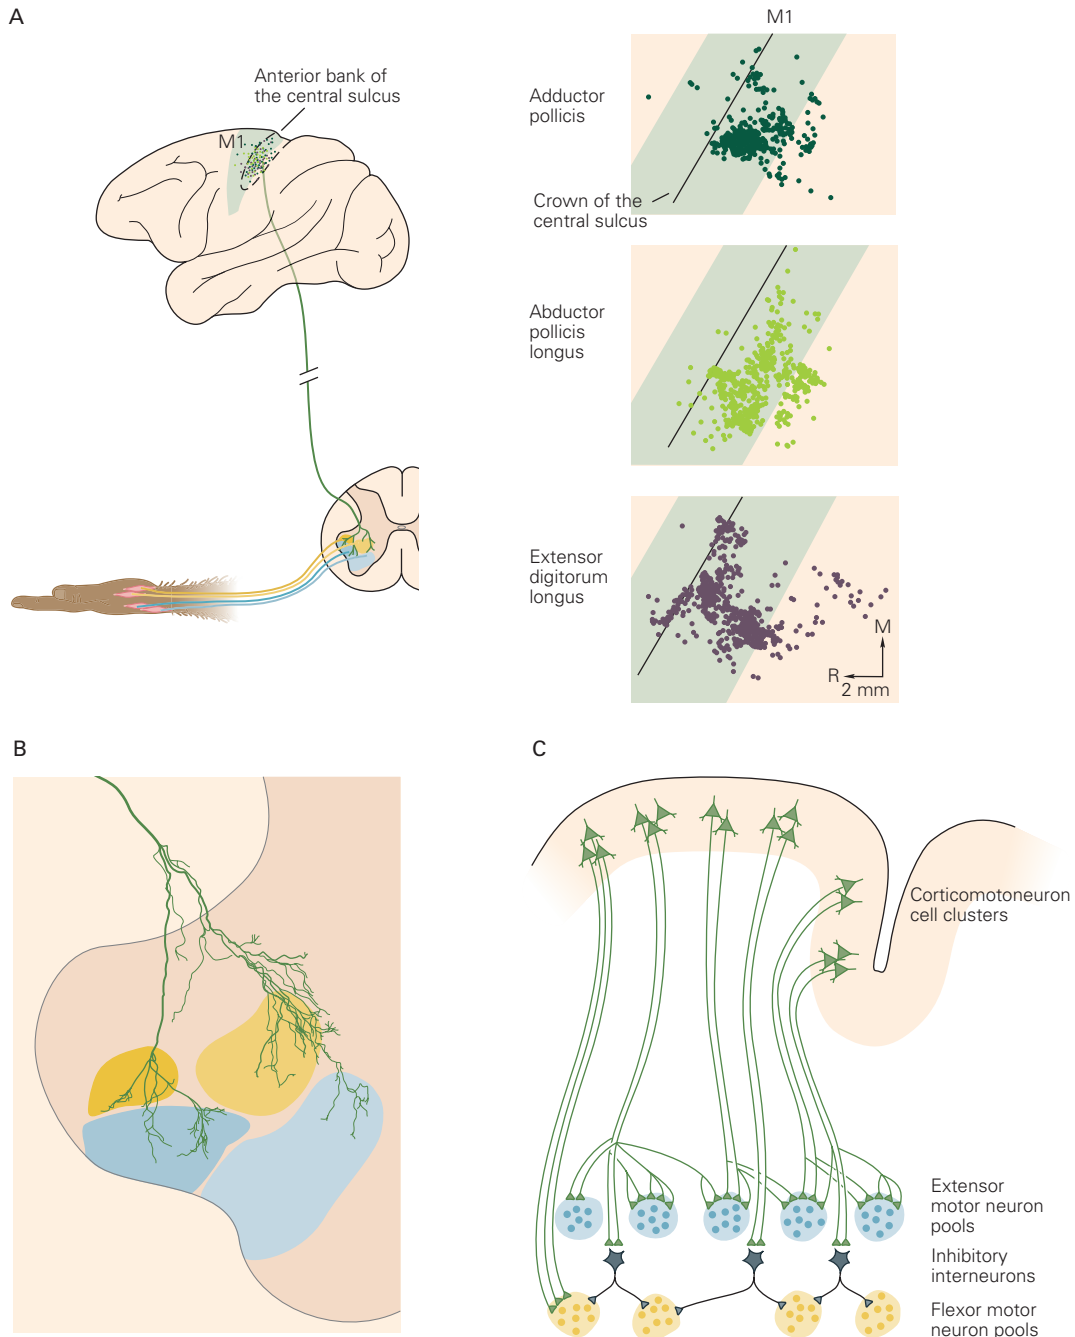 A
Anterior bank of
the central sulcus
M1
M1
Adductor
pollicis
Crown of the
central sulcus
Abductor
pollicis
longus
Extensor
digitorum
longus
M
R
2 mm
B
C
Corticomotoneuron
cell clusters
Extensor
motor neuron
pools
Inhibitory
interneurons
Flexor motor
neuron pools